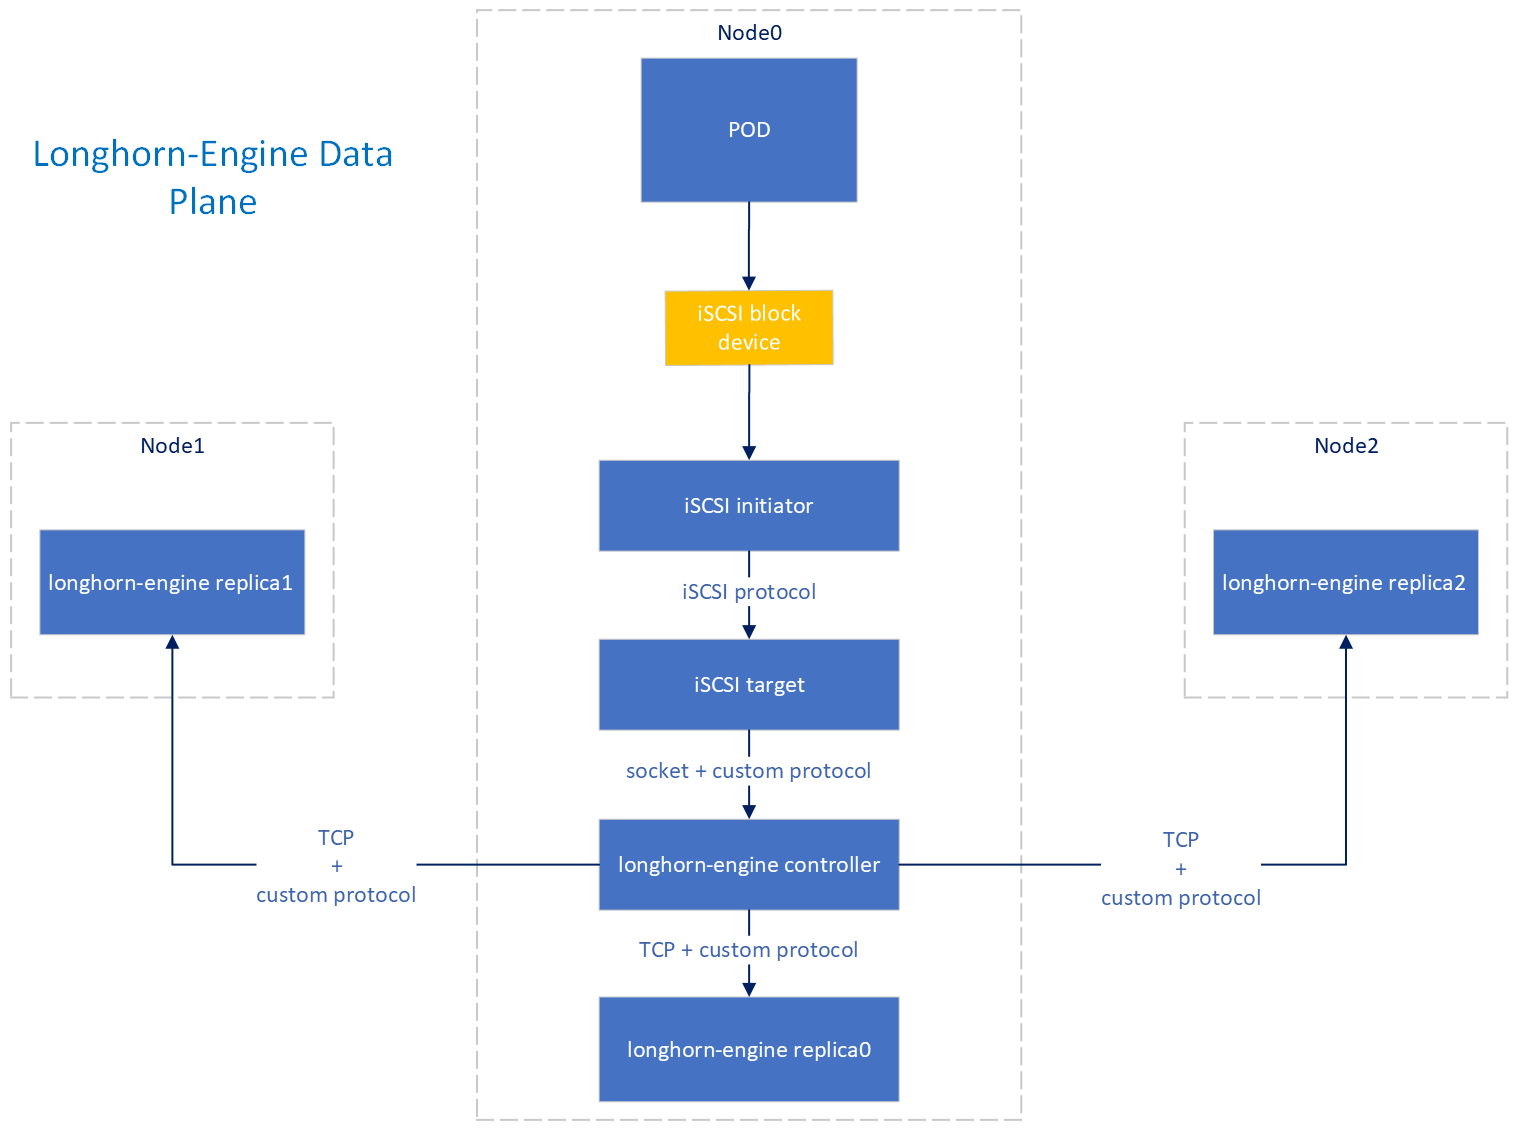 Longhorn-Engine Data
Plane
Node0
POD
iSCSI block
device
iSCSI initiator
iSCSI protocol
iSCSI target
socket + custom protocol
longhorn-engine controller
TCP + custom protocol
longhorn-engine replica0
Node1
longhorn-engine replica1
TCP
+
custom protocol
Node2
longhorn-engine replica2
TCP
+
custom protocol